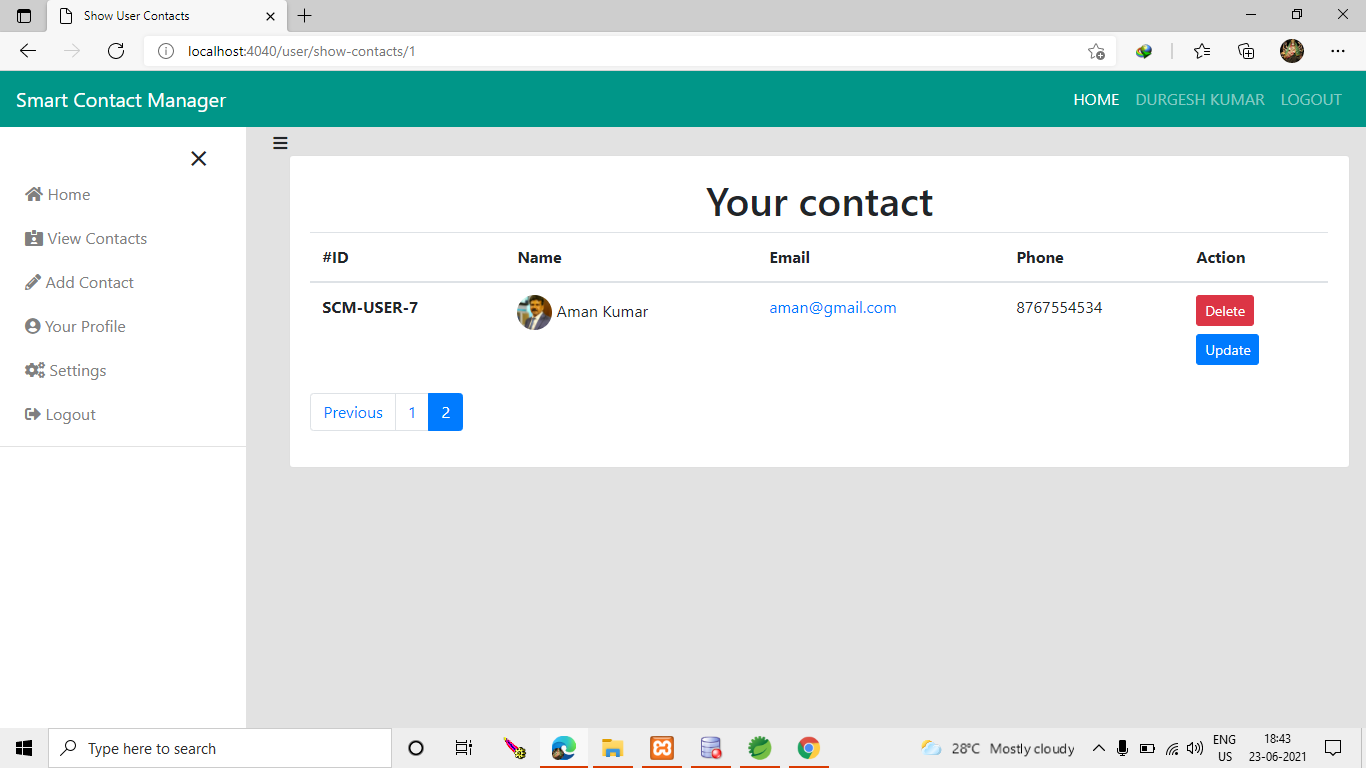 Show User Contacts
localhost:4040/user/show-contacts/1
Smart Contact Manager
HOME DURGESH KUMAR LOGOUT
Home
View Contacts
Add Contact
Your Profile
Settings
Logout
Your contact
#ID Name Email Phone Action
SCM-USER-7 Aman Kumar aman@gmail.com 8767554534 Delete
Update
Previous 1 2
Type here to search
28°C Mostly cloudy
ENG
US
18:43
23-06-2021